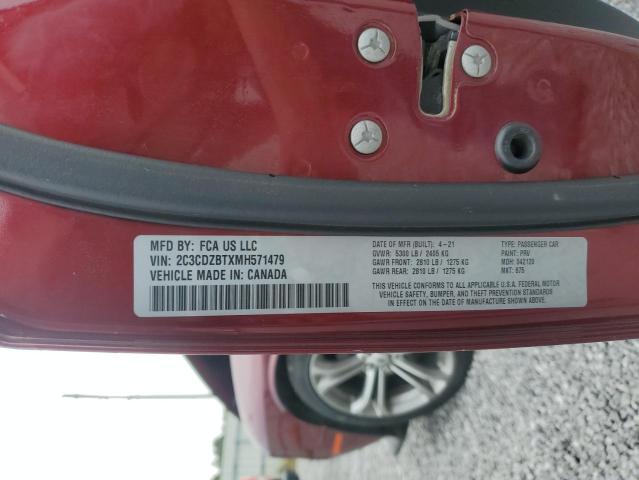 MFD BY: FCA US LLC
VIN: 2C3CDZBTXMH571479
VEHICLE MADE IN: CANADA
DATE OF MFR (BUILT): 4-21
GVWR: 5300 LB / 2405 KG
GAWR FRONT: 2810 LB / 1275 KG
GAWR REAR: 2810 LB / 1275 KG
TYPE: PASSENGER CAR
PAINT: PRV
MDH: 042120
MKT: 875
THIS VEHICLE CONFORMS TO ALL APPLICABLE U.S.A. FEDERAL MOTOR
VEHICLE SAFETY, BUMPER, AND THEFT PREVENTION STANDARDS
IN EFFECT ON THE DATE OF MANUFACTURE SHOWN ABOVE.